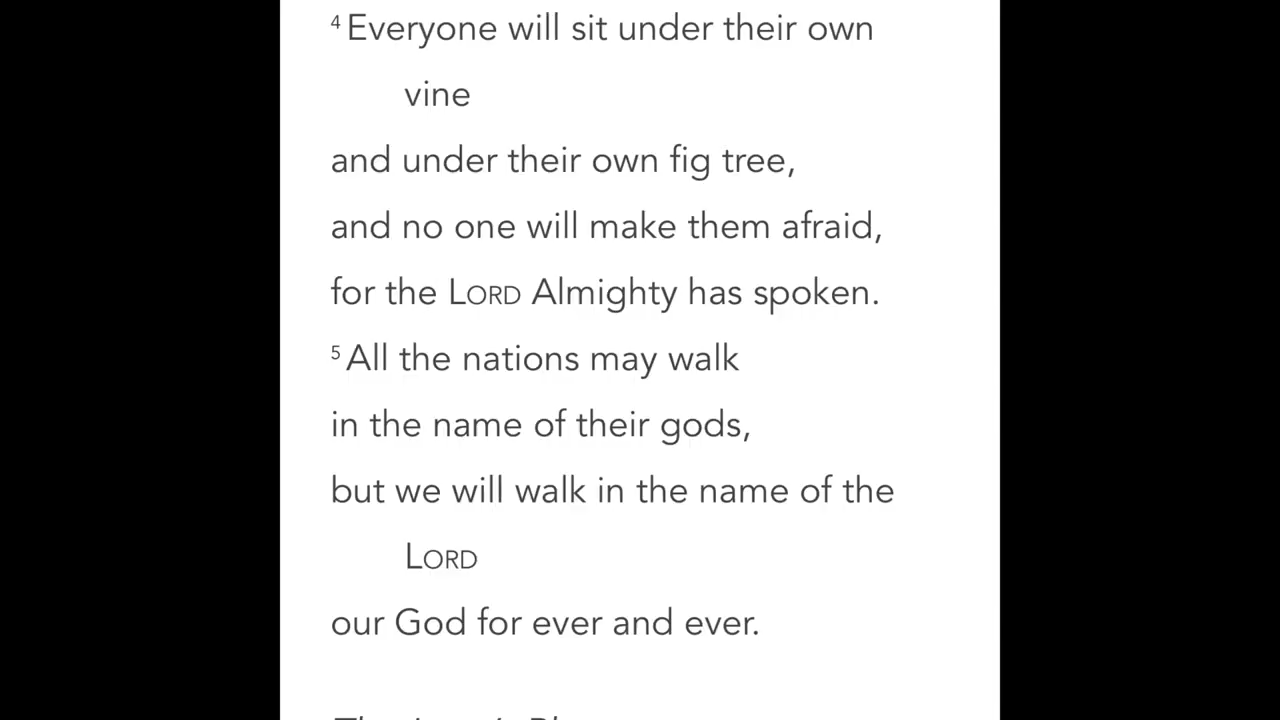 4 Everyone will sit under their own
vine
and under their own fig tree,
and no one will make them afraid,
for the LORD Almighty has spoken.
5 All the nations may walk
in the name of their gods,
but we will walk in the name of the
LORD
our God for ever and ever.